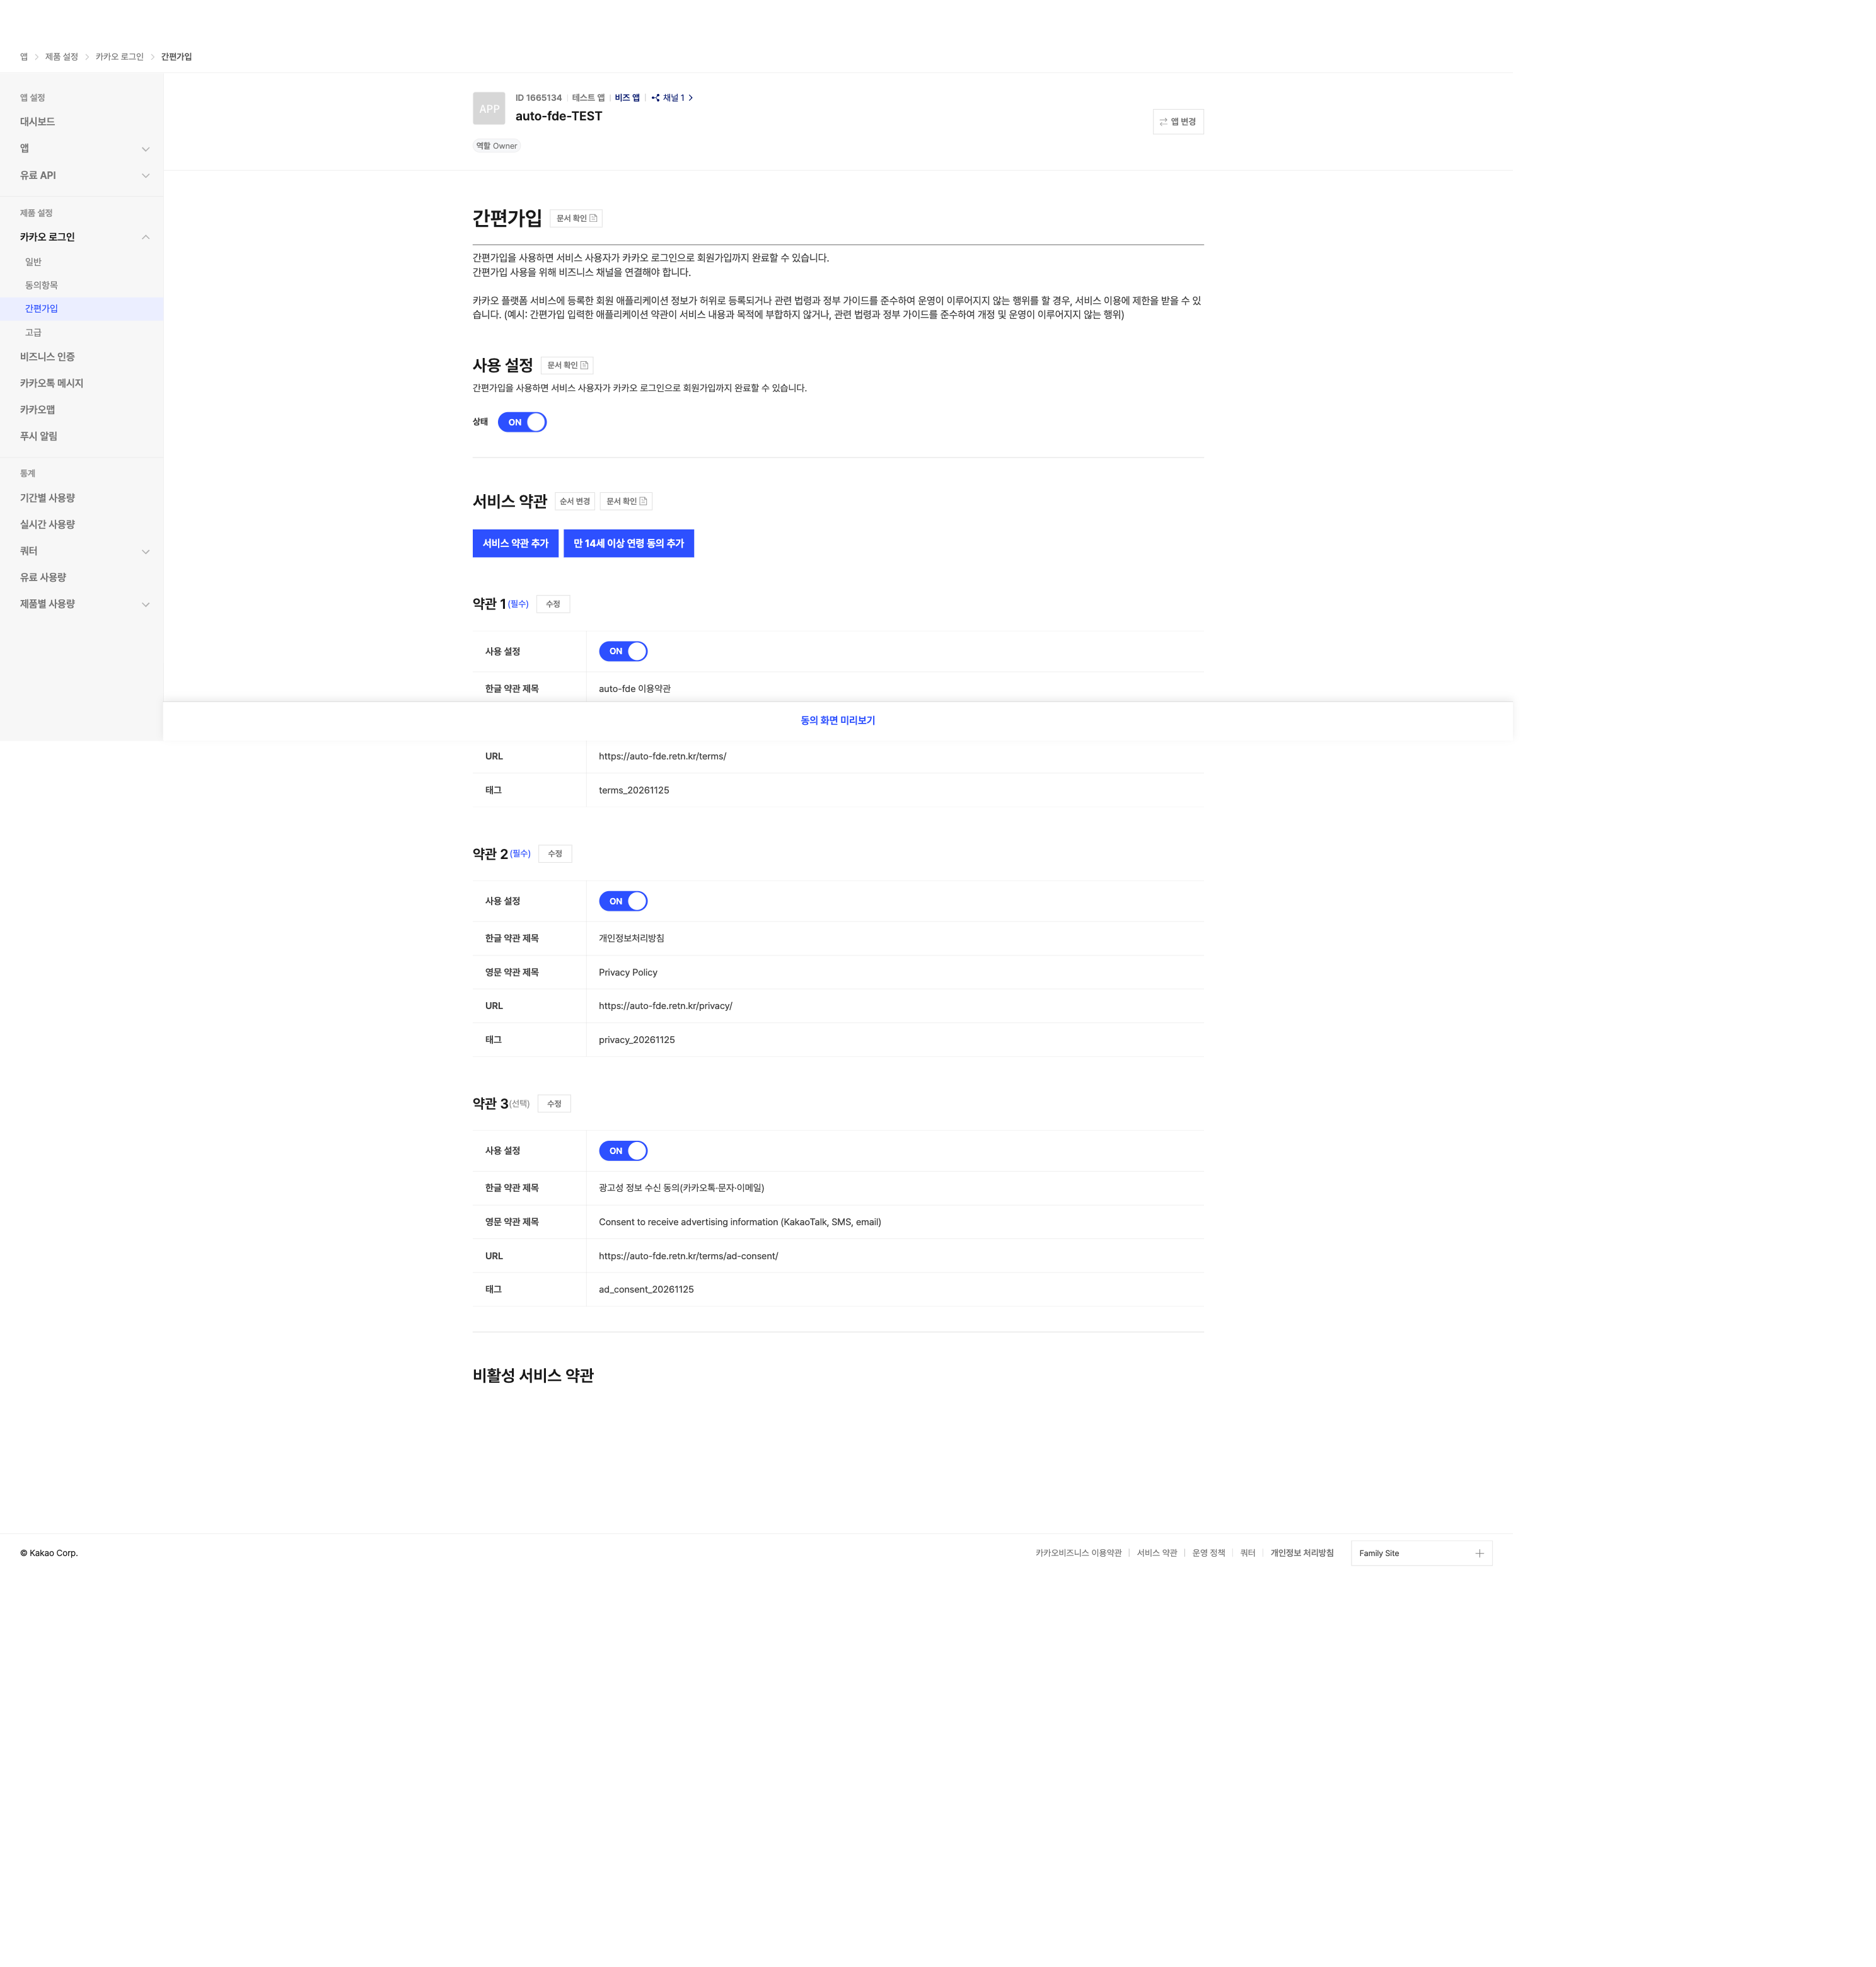 앱 > 제품 설정 > 카카오 로그인 > 간편가입
앱 설정
대시보드
앱
유료 API
제품 설정
카카오 로그인
일반
동의항목
간편가입
고급
비즈니스 인증
카카오톡 메시지
카카오맵
푸시 알림
통계
기간별 사용량
실시간 사용량
쿼터
유료 사용량
제품별 사용량
APP
ID 1665134 | 테스트 앱 | 비즈 앱 | 채널 1 >
auto-fde-TEST
역할 Owner
앱 변경
간편가입 문서 확인
간편가입을 사용하면 서비스 사용자가 카카오 로그인으로 회원가입까지 완료할 수 있습니다.
간편가입 사용을 위해 비즈니스 채널을 연결해야 합니다.
카카오 플랫폼 서비스에 등록한 회원 애플리케이션 정보가 허위로 등록되거나 관련 법령과 정부 가이드를 준수하여 운영이 이루어지지 않는 행위를 할 경우, 서비스 이용에 제한을 받을 수 있
습니다. (예시: 간편가입 입력한 애플리케이션 약관이 서비스 내용과 목적에 부합하지 않거나, 관련 법령과 정부 가이드를 준수하여 개정 및 운영이 이루어지지 않는 행위)
사용 설정 문서 확인
간편가입을 사용하면 서비스 사용자가 카카오 로그인으로 회원가입까지 완료할 수 있습니다.
상태 ON
서비스 약관 순서 변경 문서 확인
서비스 약관 추가 만 14세 이상 연령 동의 추가
약관 1 (필수) 수정
사용 설정 ON
한글 약관 제목 auto-fde 이용약관
동의 화면 미리보기
URL https://auto-fde.retn.kr/terms/
태그 terms_20261125
약관 2 (필수) 수정
사용 설정 ON
한글 약관 제목 개인정보처리방침
영문 약관 제목 Privacy Policy
URL https://auto-fde.retn.kr/privacy/
태그 privacy_20261125
약관 3 (선택) 수정
사용 설정 ON
한글 약관 제목 광고성 정보 수신 동의(카카오톡·문자·이메일)
영문 약관 제목 Consent to receive advertising information (KakaoTalk, SMS, email)
URL https://auto-fde.retn.kr/terms/ad-consent/
태그 ad_consent_20261125
비활성 서비스 약관
© Kakao Corp.
카카오비즈니스 이용약관 | 서비스 약관 | 운영 정책 | 쿼터 | 개인정보 처리방침
Family Site